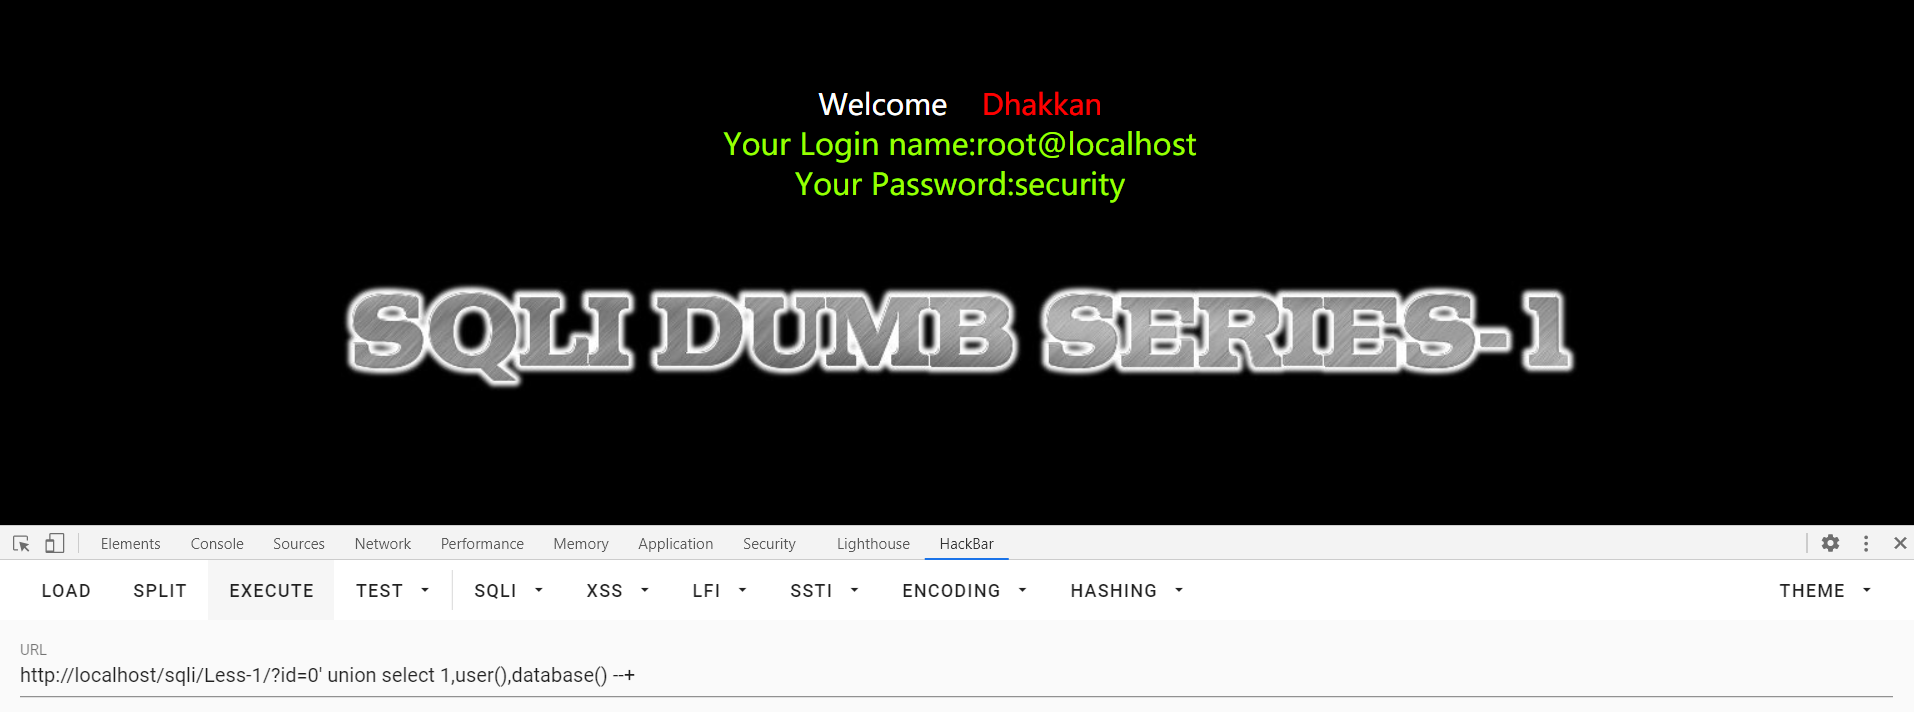 Welcome Dhakkan
Your Login name:root@localhost
Your Password:security
SQLI DUMB SERIES-1
Elements Console Sources Network Performance Memory Application Security Lighthouse HackBar
LOAD SPLIT EXECUTE TEST SQLI XSS LFI SSTI ENCODING HASHING THEME
URL
http://localhost/sqli/Less-1/?id=0' union select 1,user(),database() --+